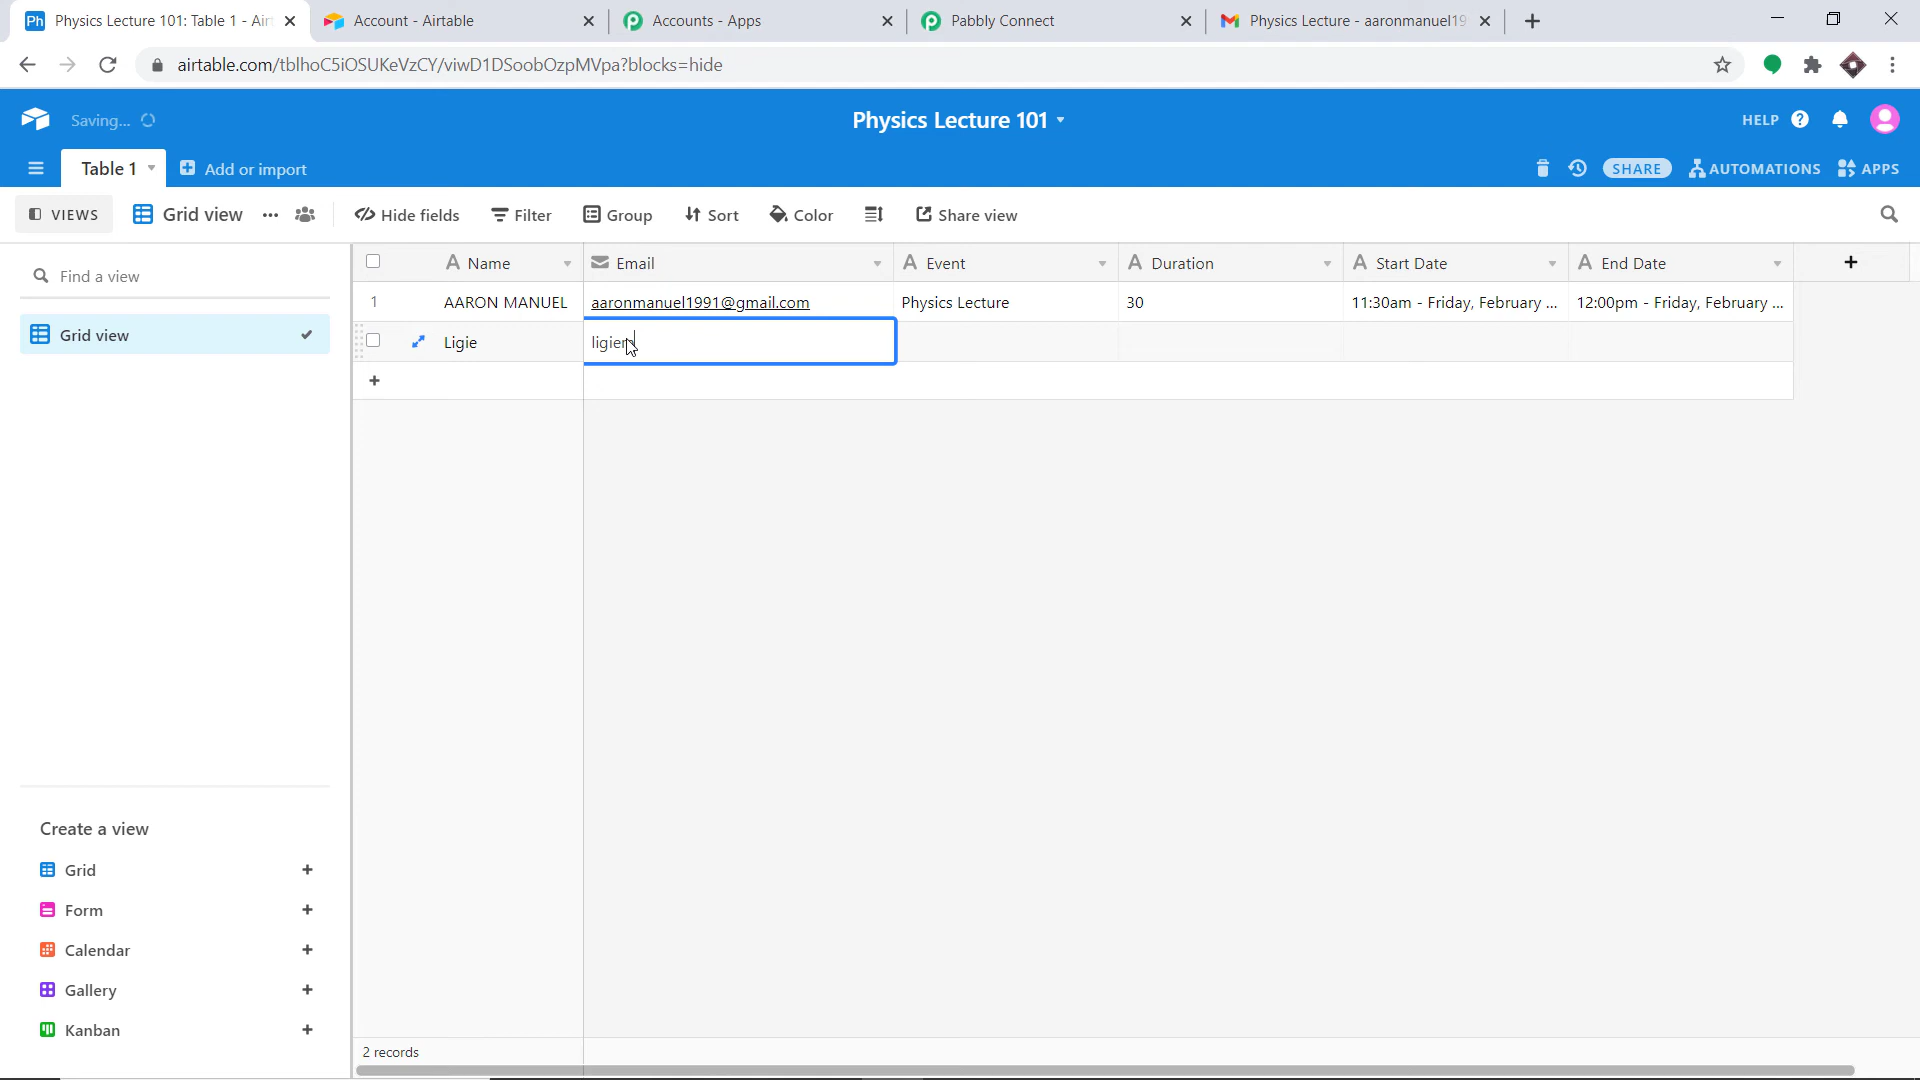 Ph Physics Lecture 101: Table 1 - Air
Account - Airtable
Accounts - Apps
Pabbly Connect
Physics Lecture - aaronmanuel19
airtable.com/tblhoC5iOSUKeVzCY/viwD1DSoobOzpMVpa?blocks=hide
Saving...
Physics Lecture 101
HELP
Table 1
Add or import
SHARE
AUTOMATIONS
APPS
VIEWS
Grid view
Hide fields
Filter
Group
Sort
Color
Share view
Find a view
Name
Email
Event
Duration
Start Date
End Date
1 AARON MANUEL aaronmanuel1991@gmail.com Physics Lecture 30 11:30am - Friday, February ... 12:00pm - Friday, February ...
Grid view
Ligie
Create a view
Grid
Form
Calendar
Gallery
Kanban
2 records